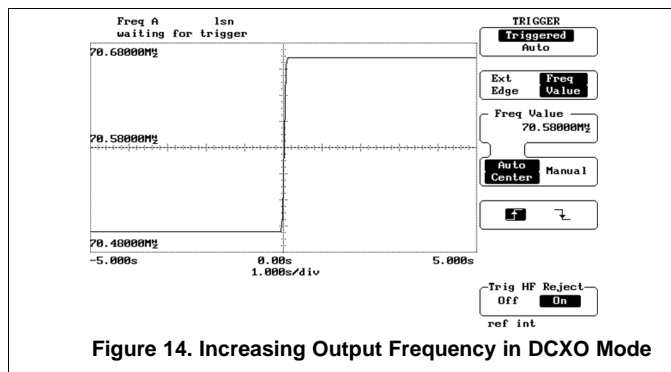 Freq A 1sn
waiting for trigger
70.68000MHz
70.58000MHz
70.48000MHz
-5.000s 0.00s 5.000s
1.000s/div
TRIGGER
Triggered
Auto
Ext Freq
Edge Value
Freq Value
70.58000MHz
Auto
Center Manual
Trig HF Reject
Off On
ref int
Figure 14. Increasing Output Frequency in DCXO Mode